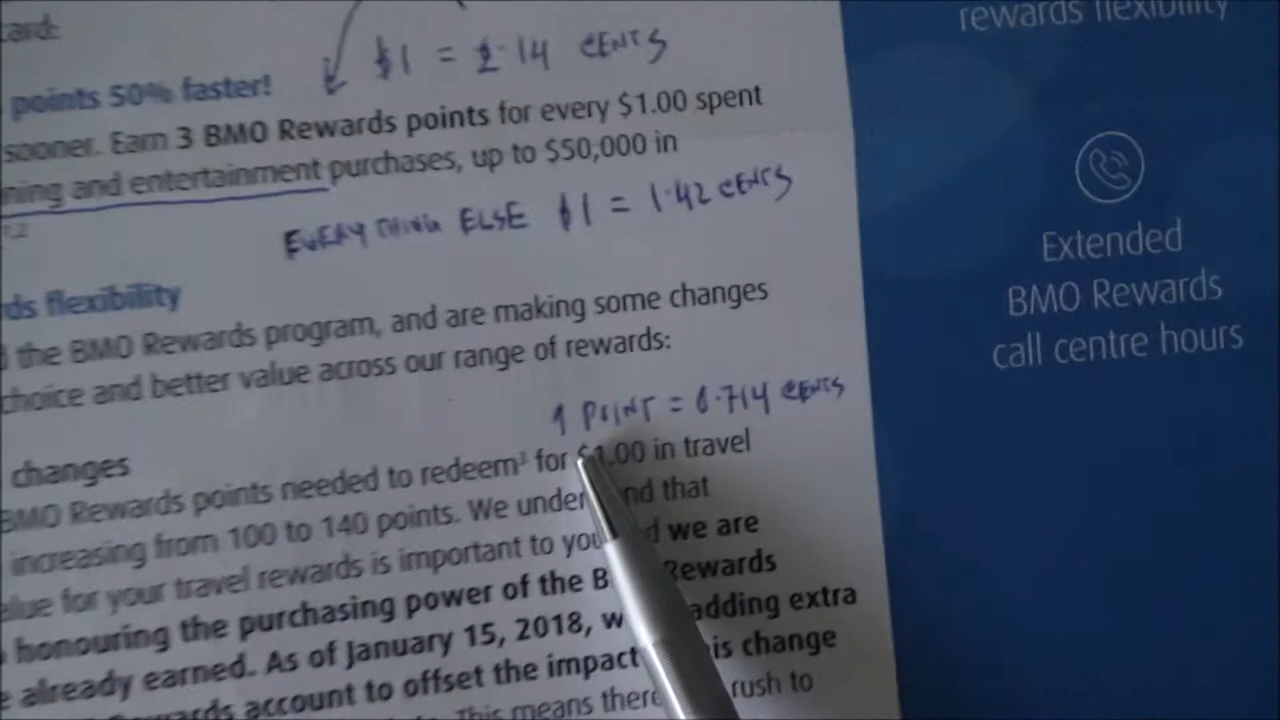 card:
$1 = 2.14 CENTS
points 50% faster!
sooner. Earn 3 BMO Rewards points for every $1.00 spent
ning and entertainment purchases, up to $50,000 in
1,2
EVERYTHING ELSE $1 = 1.42 CENTS
rds flexibility
the BMO Rewards program, and are making some changes
choice and better value across our range of rewards:
1 POINT = 0.714 CENTS
changes
BMO Rewards points needed to redeem³ for $1.00 in travel
increasing from 100 to 140 points. We under nd that
alue for your travel rewards is important to you d we are
honouring the purchasing power of the B Rewards
e already earned. As of January 15, 2018, w adding extra
Rewards account to offset the impact is change
This means there rush to
rewards flexibility
Extended
BMO Rewards
call centre hours